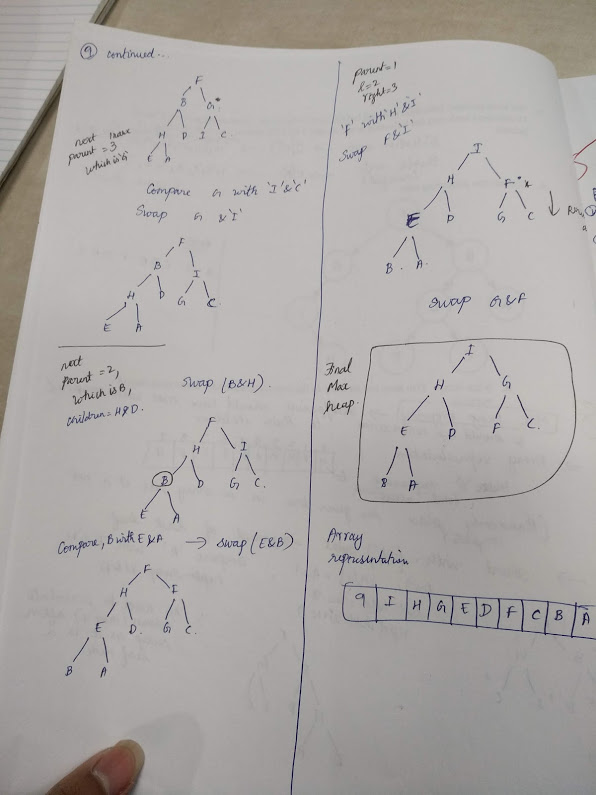 9 continued...
F
B G*
H D I C
E A
next
parent = 3
which is 'G'
Compare G with 'I' & 'C'
Swap G & 'I'
F
B I
H D G C.
E A
next
parent = 2,
which is B,
children = H & D.
swap (B & H).
F
H I
B D G C.
E A
Compare, B with E & A → swap (E & B)
F
H I
E D. G C.
B A
parent = 1
l = 2
right = 3
'F' with 'H' & 'I'
Swap F & 'I'
I
H F
E D G C
B . A.
swap G & F
Final
Max
heap.
I
H G
E D F C.
B A
Array
representation
9 I H G E D F C B A